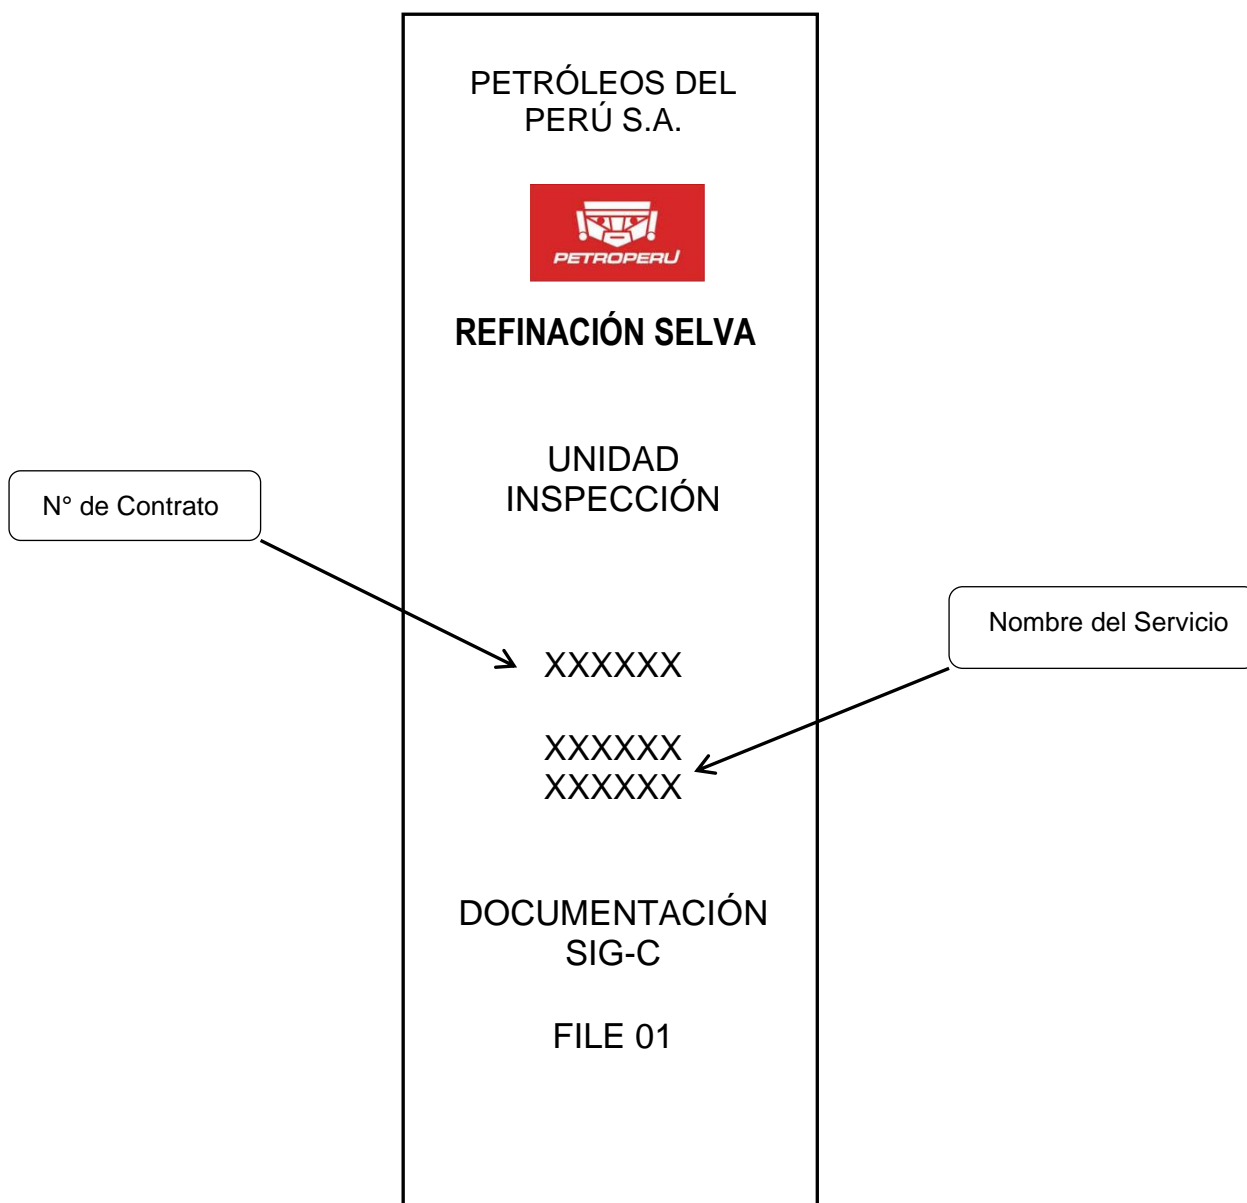 PETRÓLEOS DEL
PERÚ S.A.
PETROPERÚ
REFINACIÓN SELVA
UNIDAD
INSPECCIÓN
N° de Contrato
Nombre del Servicio
XXXXXX
XXXXXX
XXXXXX
DOCUMENTACIÓN
SIG-C
FILE 01